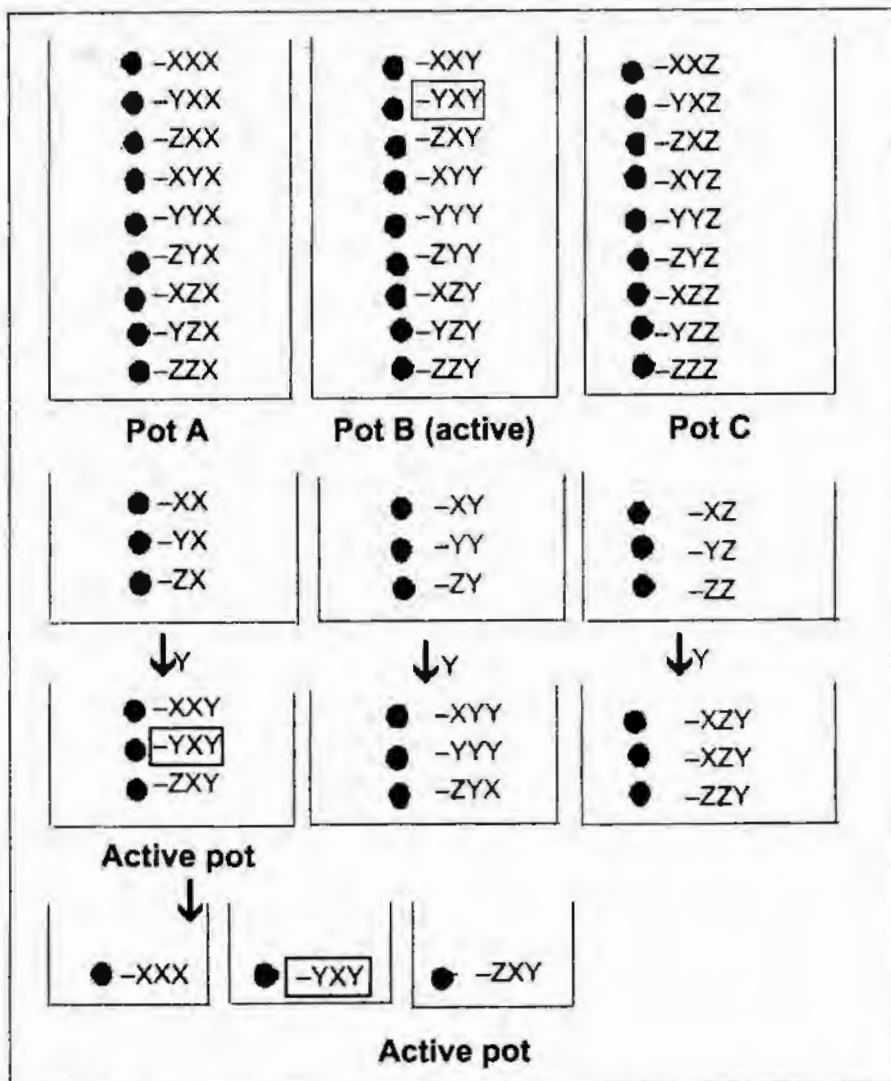 -XXX -XXY -XXZ
-YXX -YXY -YXZ
-ZXX -ZXY -ZXZ
-XYX -XYY -XYZ
-YYX -YYY -YYZ
-ZYX -ZYY -ZYZ
-XZX -XZY -XZZ
-YZX -YZY -YZZ
-ZZX -ZZY -ZZZ
Pot A Pot B (active) Pot C
-XX -XY -XZ
-YX -YY -YZ
-ZX -ZY -ZZ
Y Y Y
-XXY -XYY -XZY
-YXY -YYY -XZY
-ZXY -ZYX -ZZY
Active pot
-XXX -YXY -ZXY
Active pot